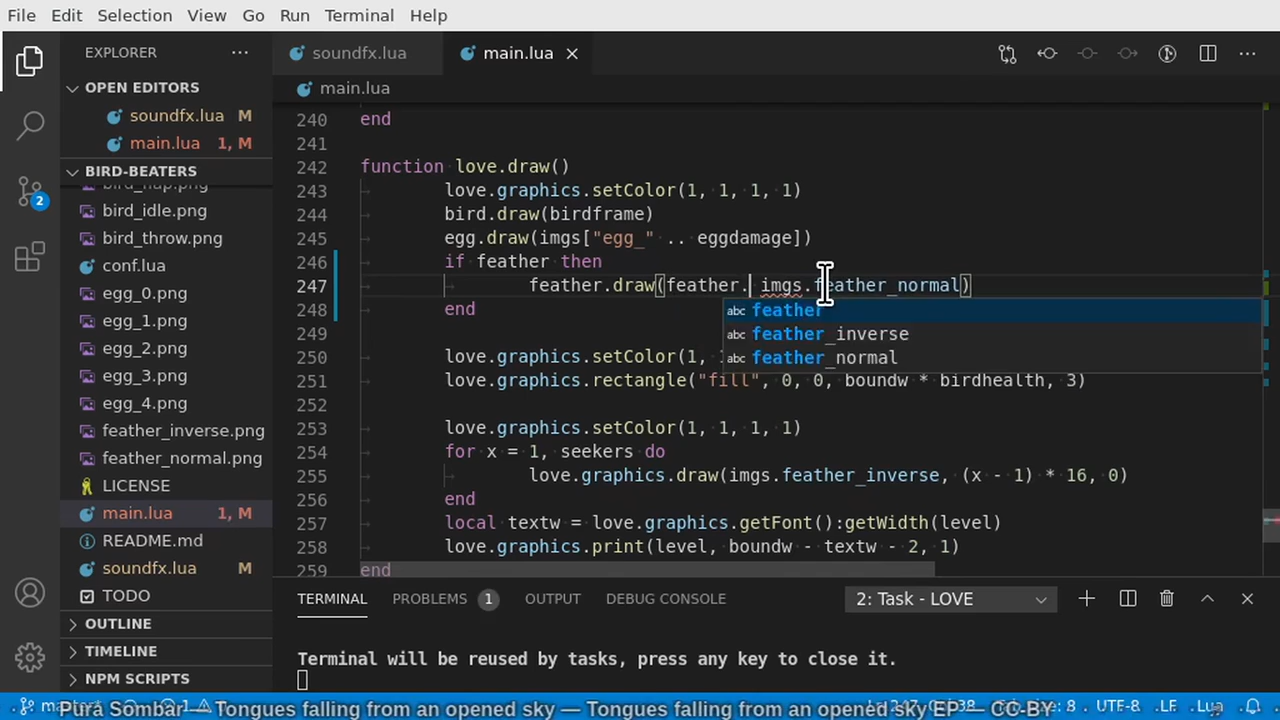 File Edit Selection View Go Run Terminal Help
EXPLORER
OPEN EDITORS
soundfx.lua M
main.lua 1, M
BIRD-BEATERS
bird_flap.png
bird_idle.png
bird_throw.png
conf.lua
egg_0.png
egg_1.png
egg_2.png
egg_3.png
egg_4.png
feather_inverse.png
feather_normal.png
LICENSE
main.lua 1, M
README.md
soundfx.lua M
TODO
OUTLINE
TIMELINE
NPM SCRIPTS
2
soundfx.lua main.lua
main.lua
240 end
241
242 function love.draw()
243 love.graphics.setColor(1, 1, 1, 1)
244 bird.draw(birdframe)
245 egg.draw(imgs["egg_" .. eggdamage])
246 if feather then
247 feather.draw(feather. imgs.feather_normal)
248 end
249
250 love.graphics.setColor(1, 1
251 love.graphics.rectangle("fill", 0, 0, boundw * birdhealth, 3)
252
253 love.graphics.setColor(1, 1, 1, 1)
254 for x = 1, seekers do
255 love.graphics.draw(imgs.feather_inverse, (x - 1) * 16, 0)
256 end
257 local textw = love.graphics.getFont():getWidth(level)
258 love.graphics.print(level, boundw - textw - 2, 1)
259 end
abc feather
abc feather_inverse
abc feather_normal
TERMINAL PROBLEMS 1 OUTPUT DEBUG CONSOLE 2: Task - LOVE
Terminal will be reused by tasks, press any key to close it.
UTF-8 LF Lua
Pura Sombar — Tongues falling from an opened sky — Tongues falling from an opened sky EP — CC-BY